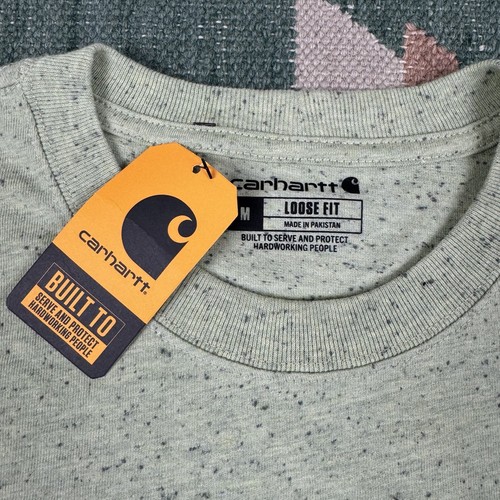 carhartt
M LOOSE FIT
MADE IN PAKISTAN
BUILT TO SERVE AND PROTECT
HARDWORKING PEOPLE
carhartt
BUILT TO
SERVE AND PROTECT
HARDWORKING PEOPLE